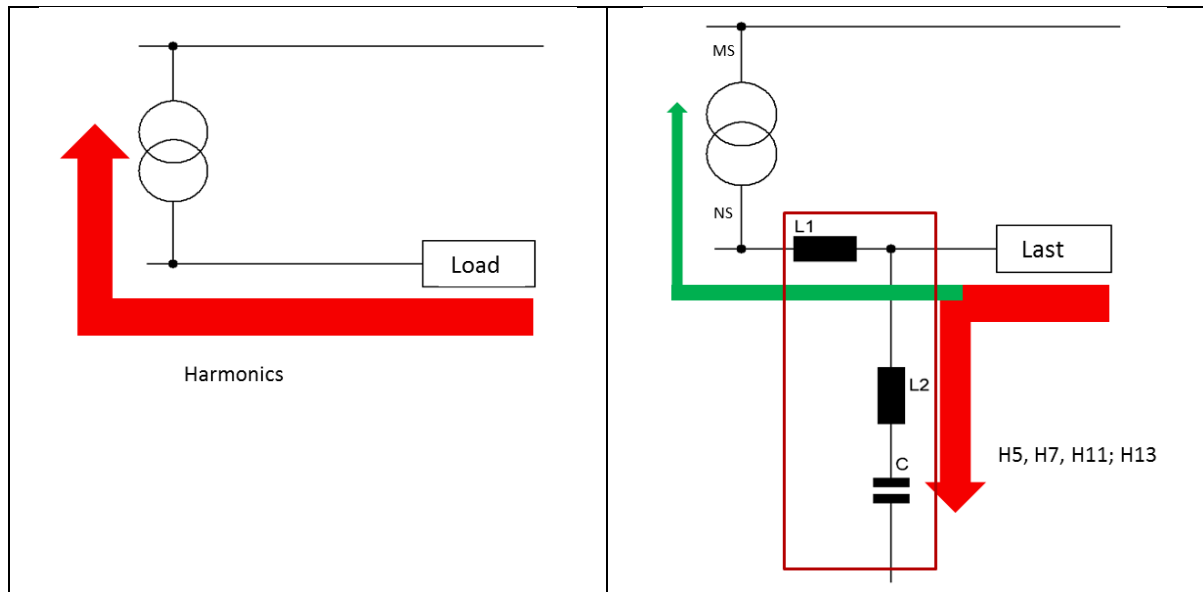 Load
Harmonics
MS
NS
L1
Last
L2
C
H5, H7, H11; H13